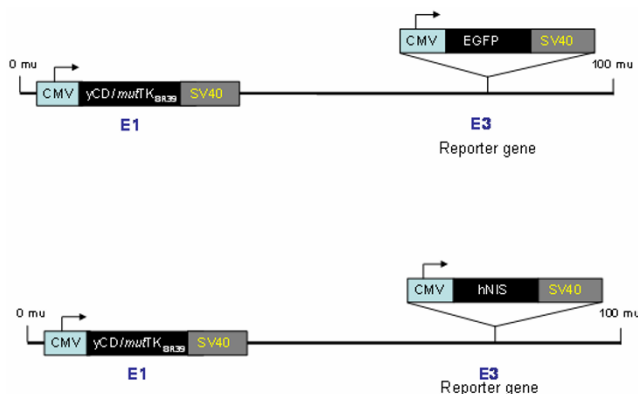 CMV EGFP SV40
0 mu 100 mu
CMV yCD/mutTKSR39 SV40
E1 E3
Reporter gene
CMV hNIS SV40
0 mu 100 mu
CMV yCD/mutTKSR39 SV40
E1 E3
Reporter gene